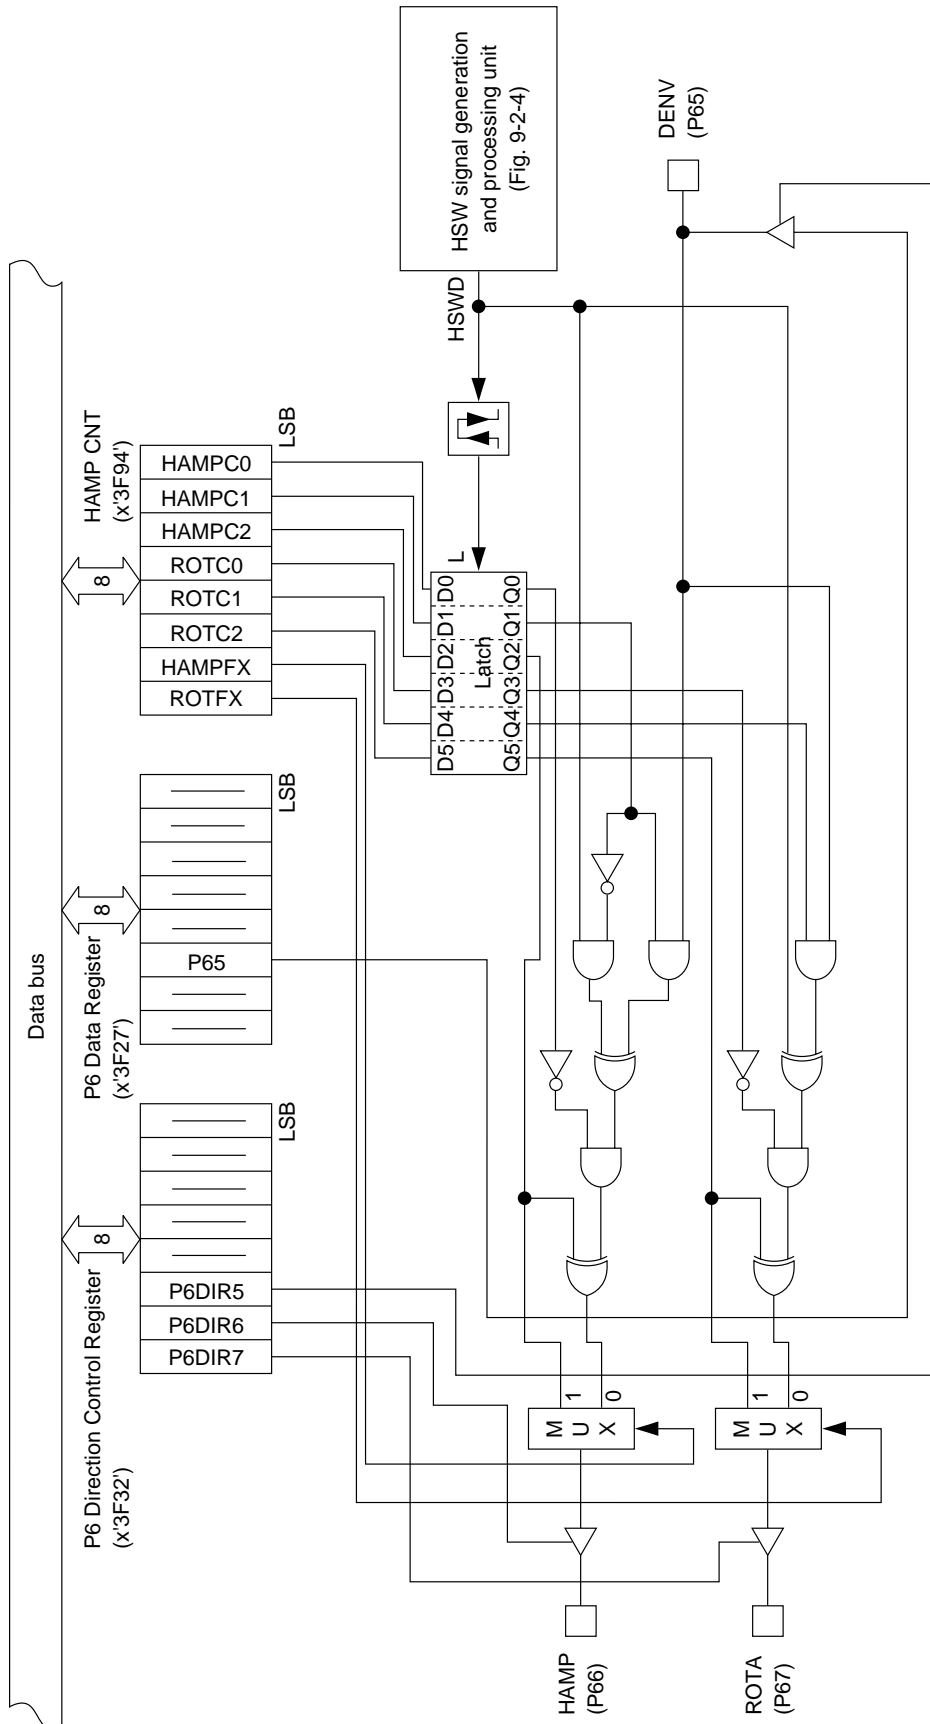 Data bus
P6 Direction Control Register
(x'3F32')
8
P6DIR7
P6DIR6
P6DIR5
LSB
P6 Data Register
(x'3F27')
8
P65
LSB
HAMP CNT
(x'3F94')
8
ROTFX
HAMPFX
ROTC2
ROTC1
ROTC0
HAMPC2
HAMPC1
HAMPC0
LSB
D5 D4 D3 D2 D1 D0
Latch
L
Q5 Q4 Q3 Q2 Q1 Q0
HSWD
HSW signal generation
and processing unit
(Fig. 9-2-4)
DENV
(P65)
M
U
X
1
0
M
U
X
1
0
HAMP
(P66)
ROTA
(P67)